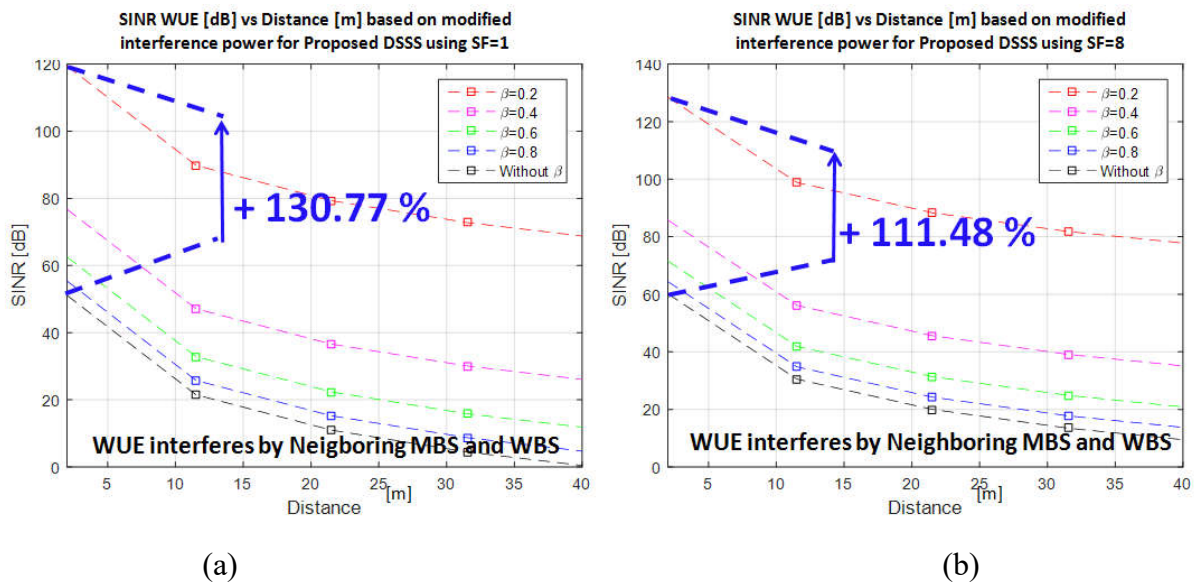 SINR WUE [dB] vs Distance [m] based on modified
interference power for Proposed DSSS using SF=1
120
100
80
60
40
20
0
SINR [dB]
β=0.2
β=0.4
β=0.6
β=0.8
Without β
+ 130.77 %
WUE interferes by Neigboring MBS and WBS
5
10
15
20
25
30
35
40
[m]
Distance
(a)
SINR WUE [dB] vs Distance [m] based on modified
interference power for Proposed DSSS using SF=8
140
120
100
80
60
40
20
0
SINR [dB]
β=0.2
β=0.4
β=0.6
β=0.8
Without β
+ 111.48 %
WUE interferes by Neighboring MBS and WBS
5
10
15
20
25
30
35
40
[m]
Distance
(b)